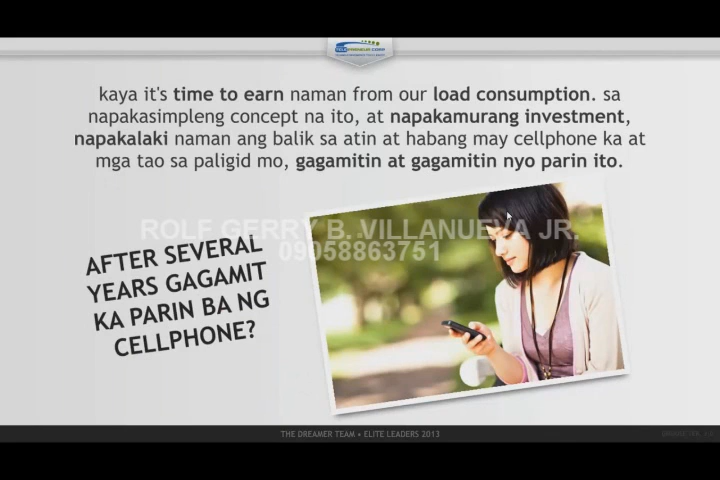 kaya it's time to earn naman from our load consumption. sa
napakasimpleng concept na ito, at napakamurang investment,
napakalaki naman ang balik sa atin at habang may cellphone ka at
mga tao sa paligid mo, gagamitin at gagamitin nyo parin ito.
ROLF GERRY B. VILLANUEVA JR.
09058863751
AFTER SEVERAL
YEARS GAGAMIT
KA PARIN BA NG
CELLPHONE?
THE DREAMER TEAM • ELITE LEADERS 2013